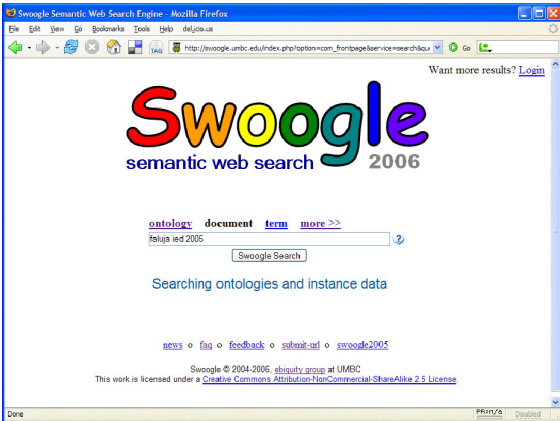 Swoogle Semantic Web Search Engine - Mozilla Firefox
File Edit View Go Bookmarks Tools Help del.icio.us
TAG http://swoogle.umbc.edu/index.php?option=com_frontpage&service=search&qu Go
Want more results? Login
Swoogle
semantic web search 2006
ontology document term more >>
faluja ied 2005
Swoogle Search
Searching ontologies and instance data
news o faq o feedback o submit-url o swoogle2005
Swoogle © 2004-2006, ebiquity group at UMBC
This work is licensed under a Creative Commons Attribution-NonCommercial-ShareAlike 2.5 License.
Done PR:n/a Disabled